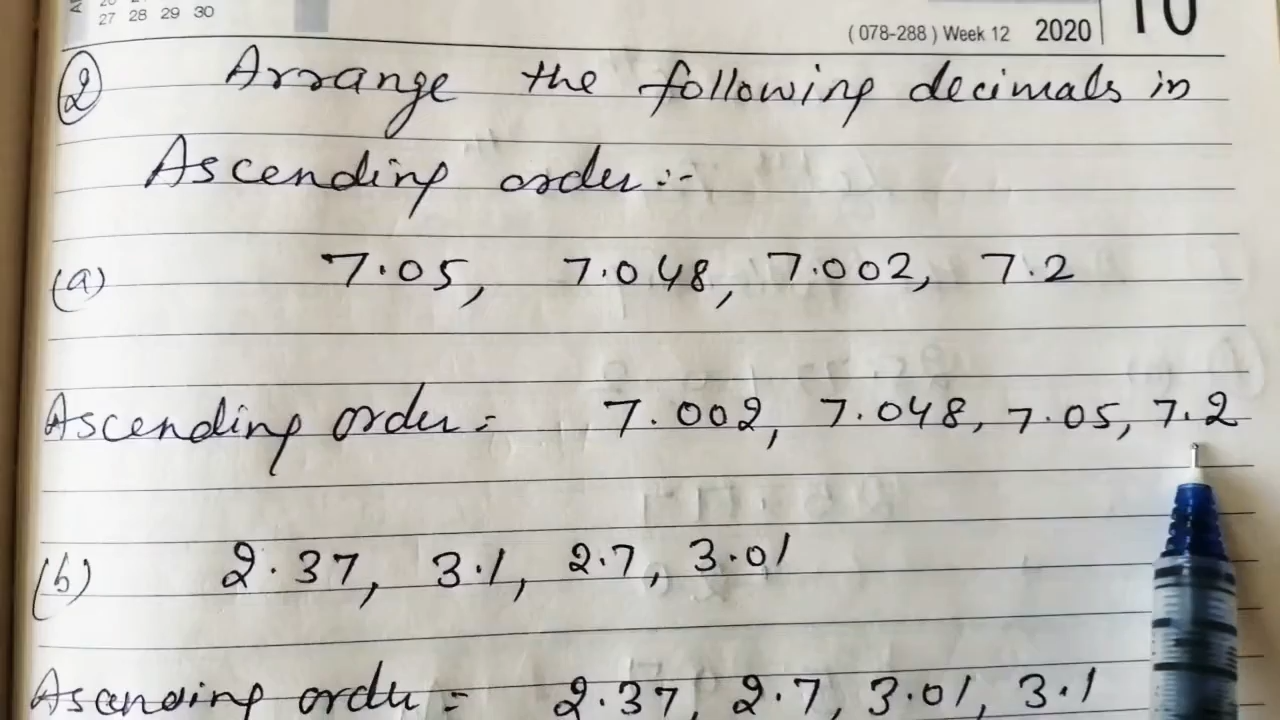 27 28 29 30
(078-288) Week 12 2020 10
2 Arrange the following decimals in
Ascending order :-
(a) 7.05, 7.048, 7.002, 7.2
Ascending order = 7.002, 7.048, 7.05, 7.2
(b) 2.37, 3.1, 2.7, 3.01
Ascending order = 2.37, 2.7, 3.01, 3.1